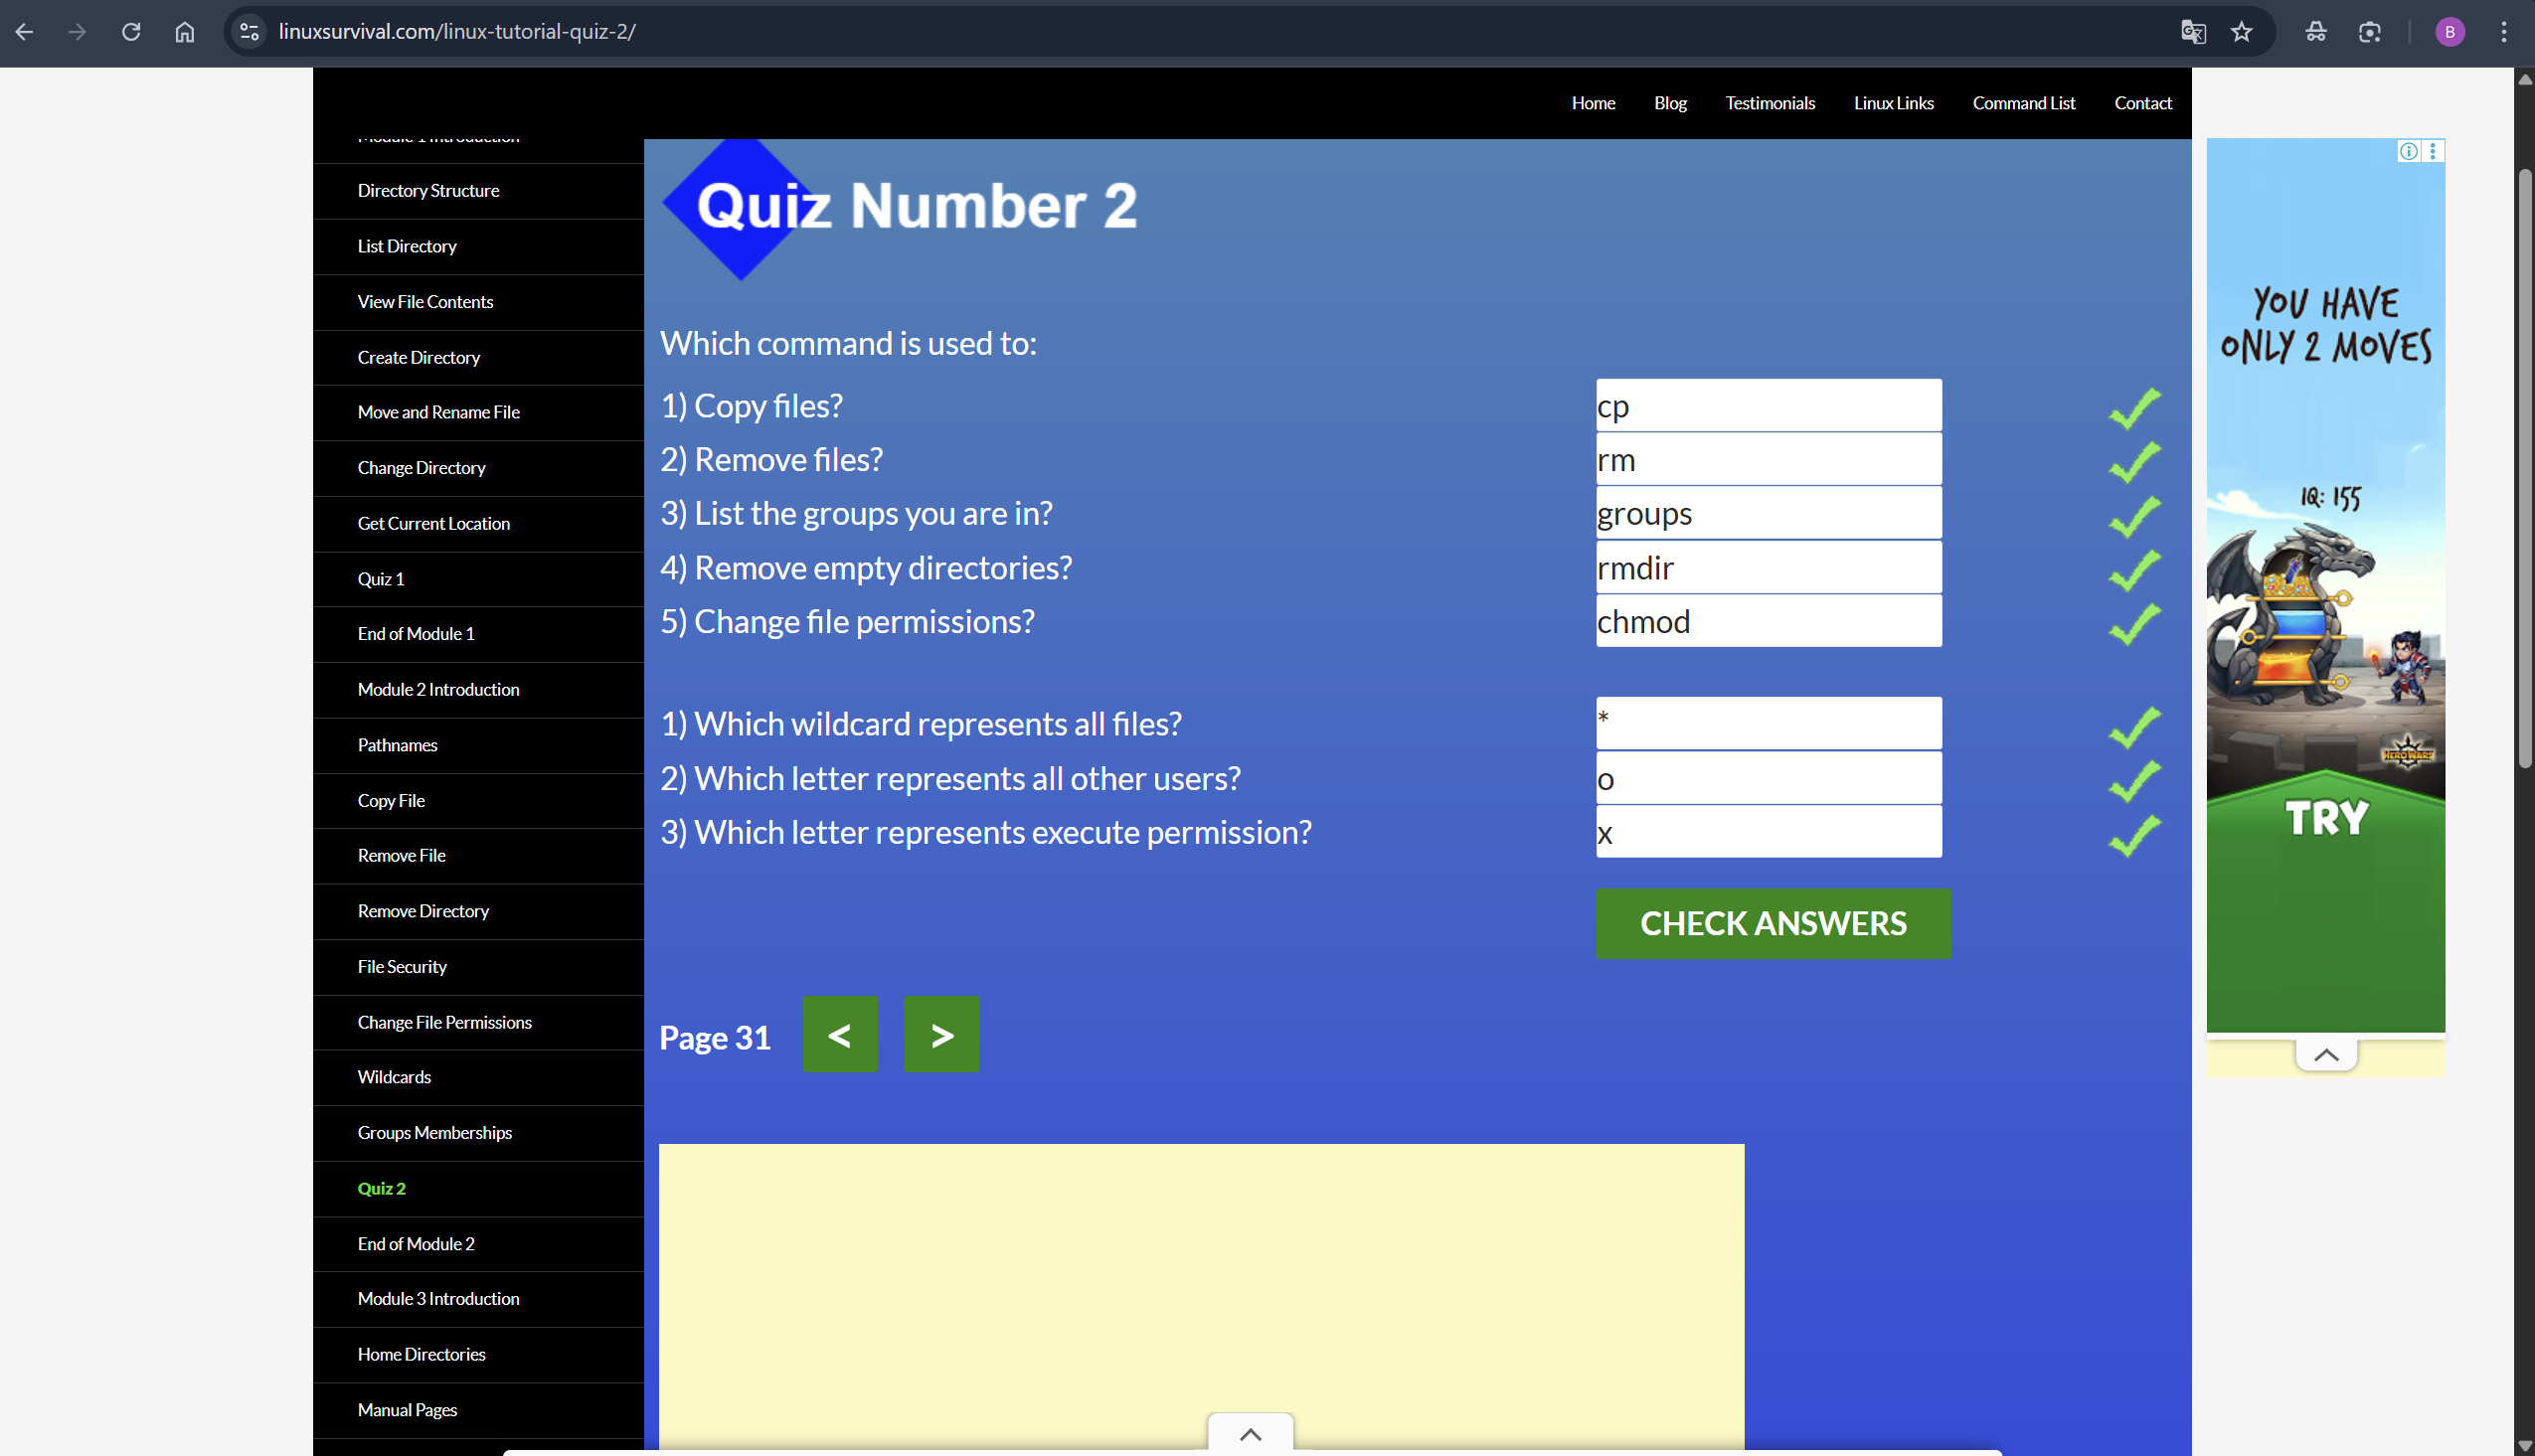 linuxsurvival.com/linux-tutorial-quiz-2/
B
Home Blog Testimonials Linux Links Command List Contact
Module 1 Introduction
Directory Structure
List Directory
View File Contents
Create Directory
Move and Rename File
Change Directory
Get Current Location
Quiz 1
End of Module 1
Module 2 Introduction
Pathnames
Copy File
Remove File
Remove Directory
File Security
Change File Permissions
Wildcards
Groups Memberships
Quiz 2
End of Module 2
Module 3 Introduction
Home Directories
Manual Pages
Quiz Number 2
Which command is used to:
1) Copy files? cp
2) Remove files? rm
3) List the groups you are in? groups
4) Remove empty directories? rmdir
5) Change file permissions? chmod
1) Which wildcard represents all files? *
2) Which letter represents all other users? o
3) Which letter represents execute permission? x
CHECK ANSWERS
Page 31 < >
YOU HAVE
ONLY 2 MOVES
IQ: 155
HERO WARS
TRY